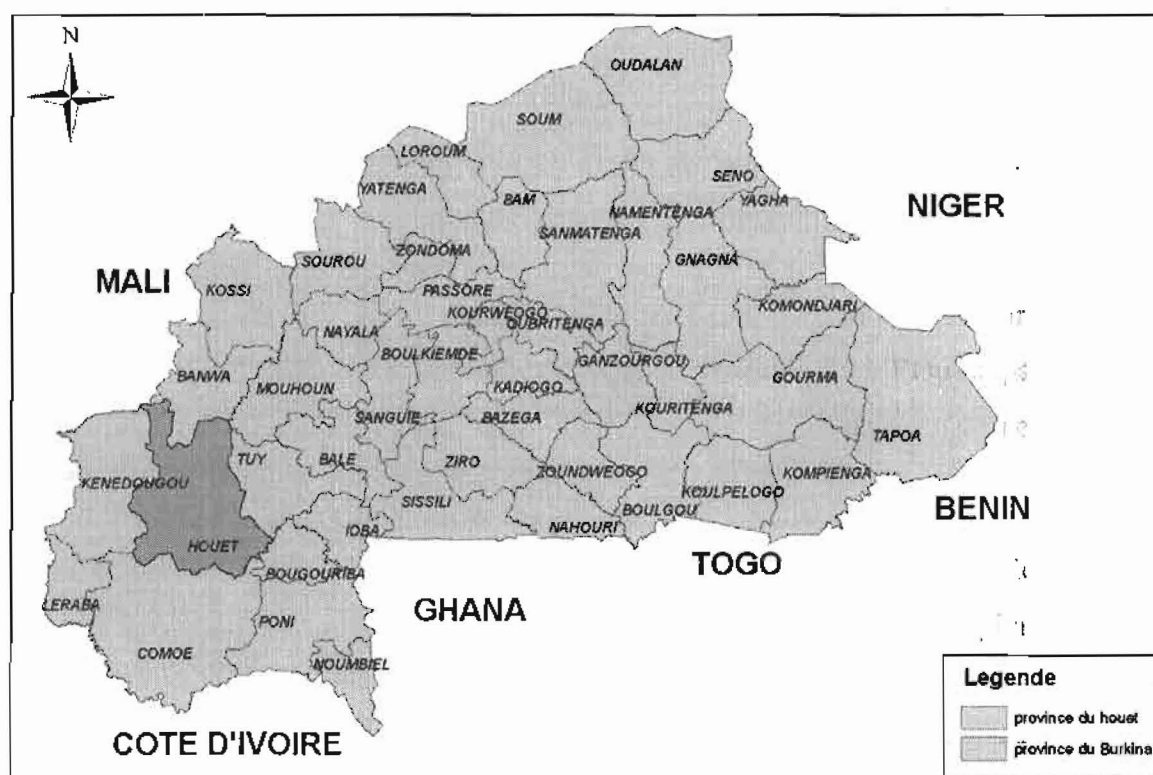 N
OUDALAN
SOUM
LOROUM
SENO
YATENGA
BAM
YAGHA
NIGER
NAMENTENGA
SANMATENGA
ZONDOMA
SOUROU
GNAGNA
MALI
KOSSI
PASSORE
KOMONDJARI
KOURWEOGO
OUBRITENGA
NAYALA
BOULKIEMDE
GANZOURGOU
BANWA
MOUHOUN
KADIOGO
GOURMA
KOURITENGA
SANGUIE
BAZEGA
TAPOA
TUY
BALE
ZIRO
ZOUNDWEOGO
KOMPIENGA
KENEDOUGOU
KOULPELOGO
SISSILI
BOULGOU
BENIN
NAHOURI
IOBA
HOUET
TOGO
BOUGOURIBA
LERABA
GHANA
PONI
COMOE
NOUMBIEL
COTE D'IVOIRE
Legende
province du houet
province du Burkina